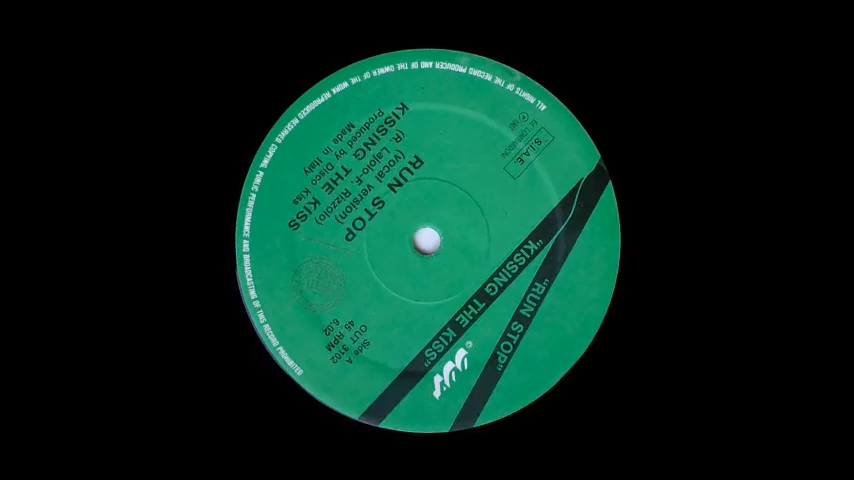 "RUN STOP"
"KISSING THE KISS"
©
S.I.A.E.
℗ 1987
Side A
OUT 3102
45 RPM
6.02
RUN STOP
(vocal version)
(R. Lajolo-F. Rizzolo)
KISSING THE KISS
Produced by Disco Kiss
Made in Italy
ALL RIGHTS OF THE RECORD PRODUCER AND OF THE OWNER OF THE WORK REPRODUCED RESERVED COPYING, PUBLIC PERFORMANCE AND BROADCASTING OF THIS RECORD PROHIBITED